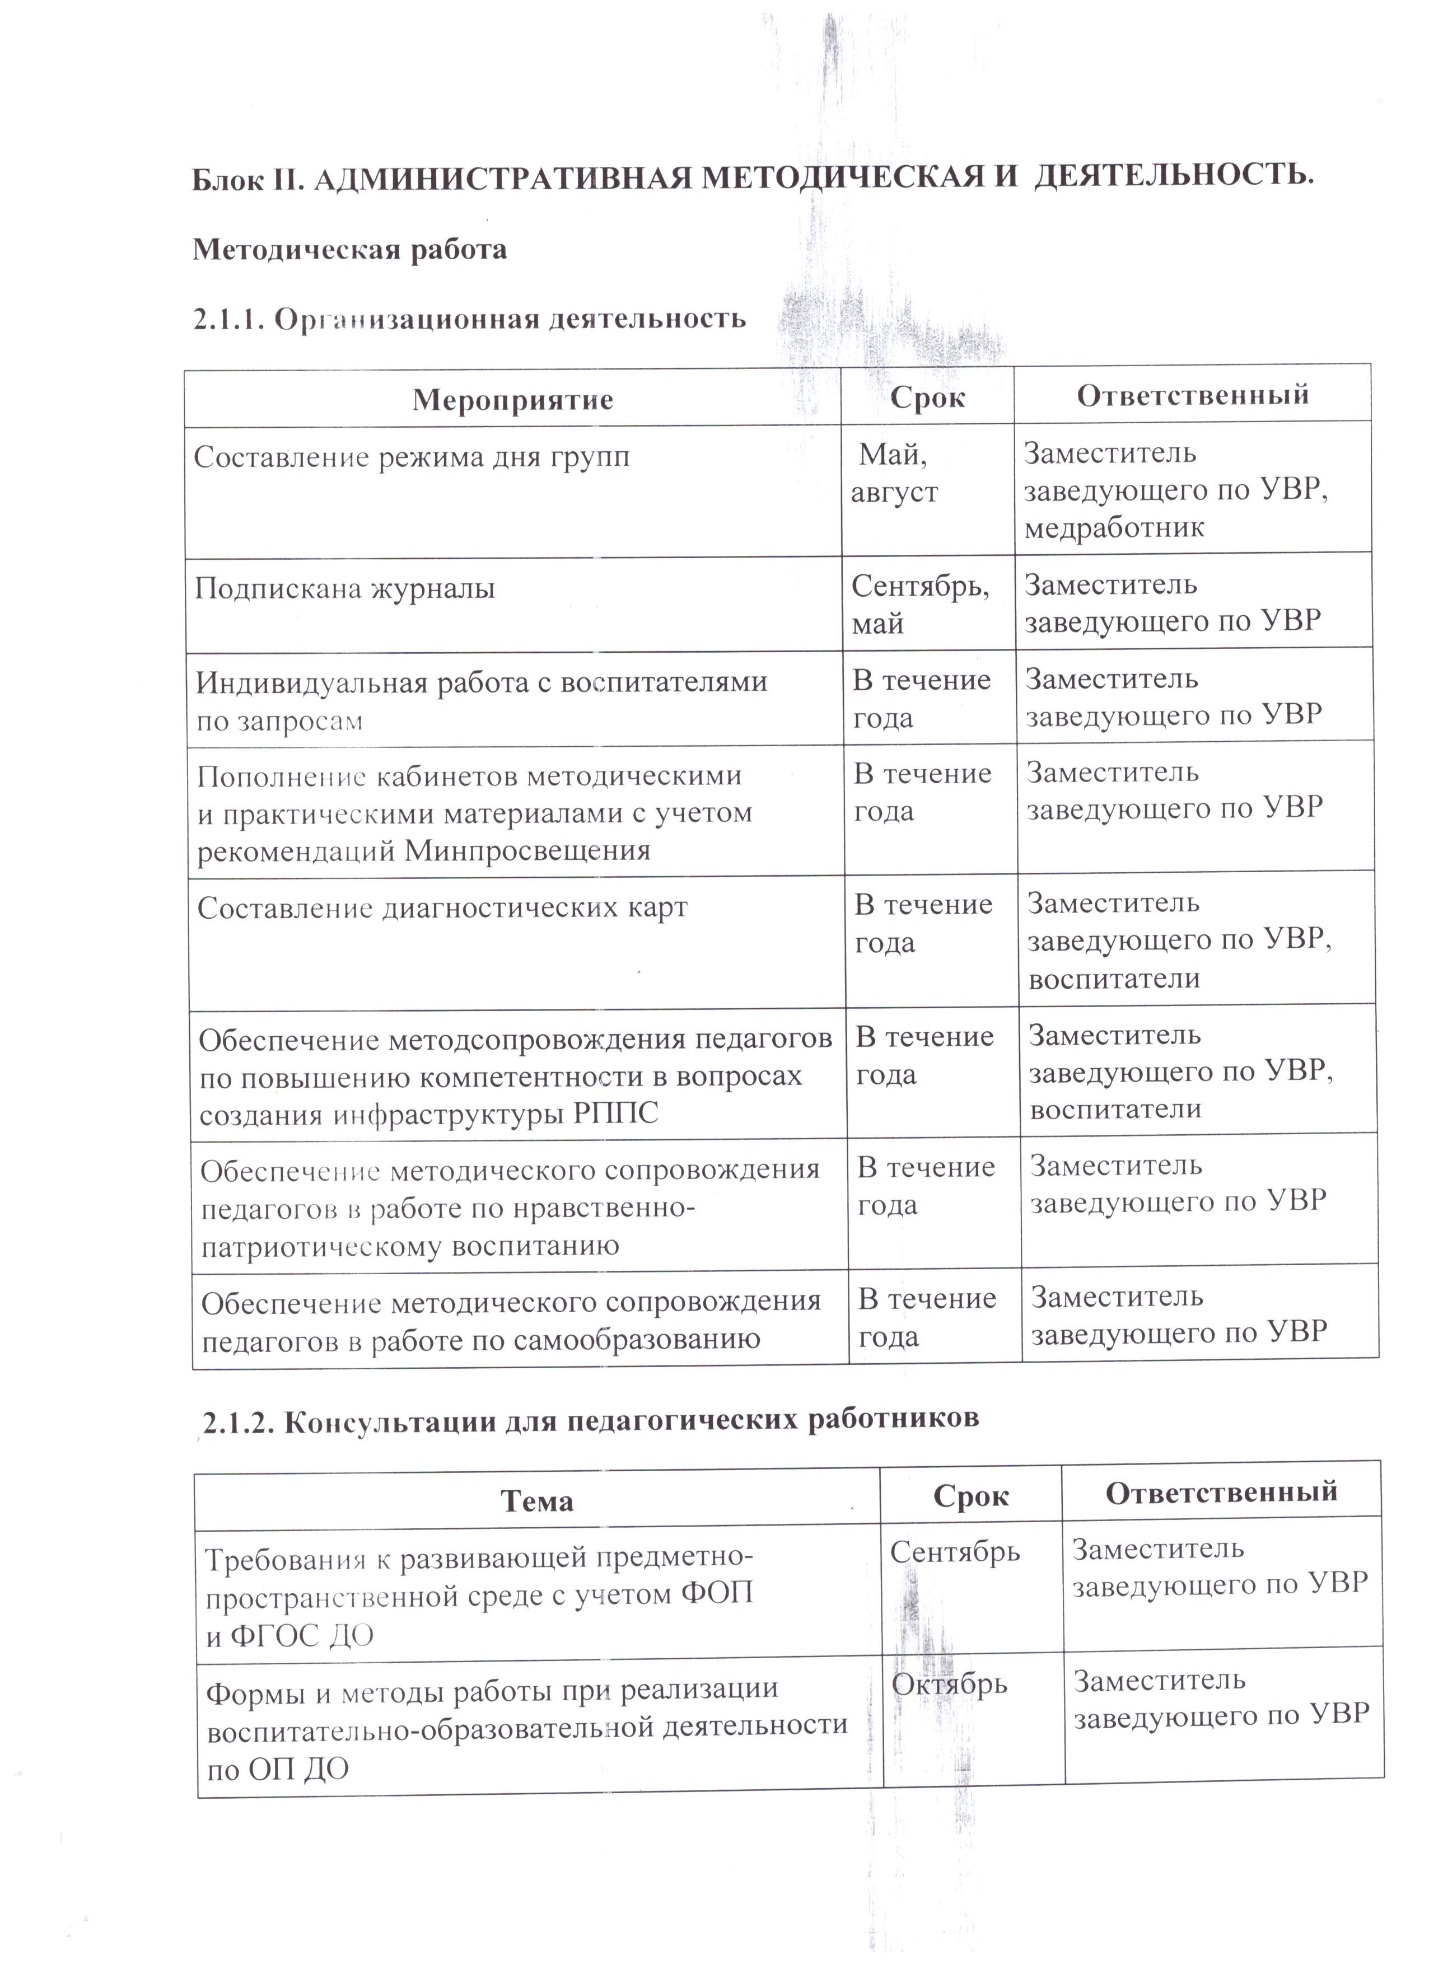 Блок II. АДМИНИСТРАТИВНАЯ МЕТОДИЧЕСКАЯ И ДЕЯТЕЛЬНОСТЬ.
Методическая работа
2.1.1. Организационная деятельность
Мероприятие Срок Ответственный
Составление режима дня групп Май, Заместитель
август заведующего по УВР,
медработник
Подпискана журналы Сентябрь, Заместитель
май заведующего по УВР
Индивидуальная работа с воспитателями В течение Заместитель
по запросам года заведующего по УВР
Пополнение кабинетов методическими В течение Заместитель
и практическими материалами с учетом года заведующего по УВР
рекомендаций Минпросвещения
Составление диагностических карт В течение Заместитель
года заведующего по УВР,
воспитатели
Обеспечение методсопровождения педагогов В течение Заместитель
по повышению компетентности в вопросах года заведующего по УВР,
создания инфраструктуры РППС воспитатели
Обеспечение методического сопровождения В течение Заместитель
педагогов в работе по нравственно- года заведующего по УВР
патриотическому воспитанию
Обеспечение методического сопровождения В течение Заместитель
педагогов в работе по самообразованию года заведующего по УВР
2.1.2. Консультации для педагогических работников
Тема Срок Ответственный
Требования к развивающей предметно- Сентябрь Заместитель
пространственной среде с учетом ФОП заведующего по УВР
и ФГОС ДО
Формы и методы работы при реализации Октябрь Заместитель
воспитательно-образовательной деятельности заведующего по УВР
по ОП ДО